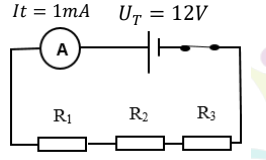 It = 1mA U_T = 12V
A
R₁ R₂ R₃